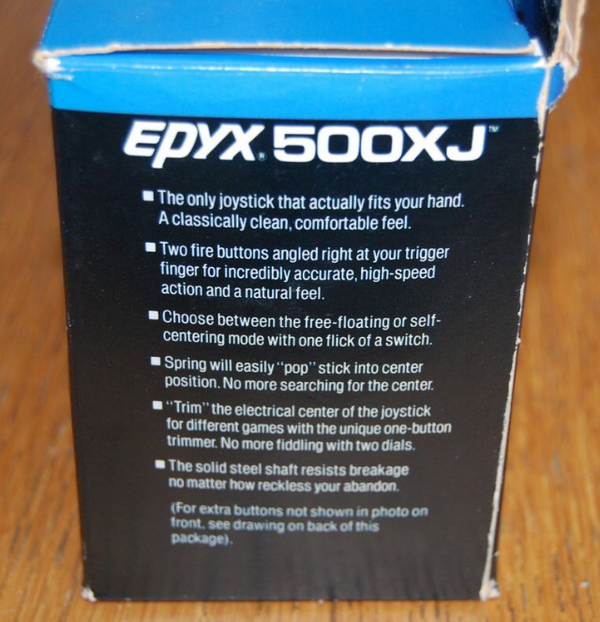 EPYX® 500XJ™
■ The only joystick that actually fits your hand.
A classically clean, comfortable feel.
■ Two fire buttons angled right at your trigger
finger for incredibly accurate, high-speed
action and a natural feel.
■ Choose between the free-floating or self-
centering mode with one flick of a switch.
■ Spring will easily "pop" stick into center
position. No more searching for the center.
■ "Trim" the electrical center of the joystick
for different games with the unique one-button
trimmer. No more fiddling with two dials.
■ The solid steel shaft resists breakage
no matter how reckless your abandon.
(For extra buttons not shown in photo on
front, see drawing on back of this
package).